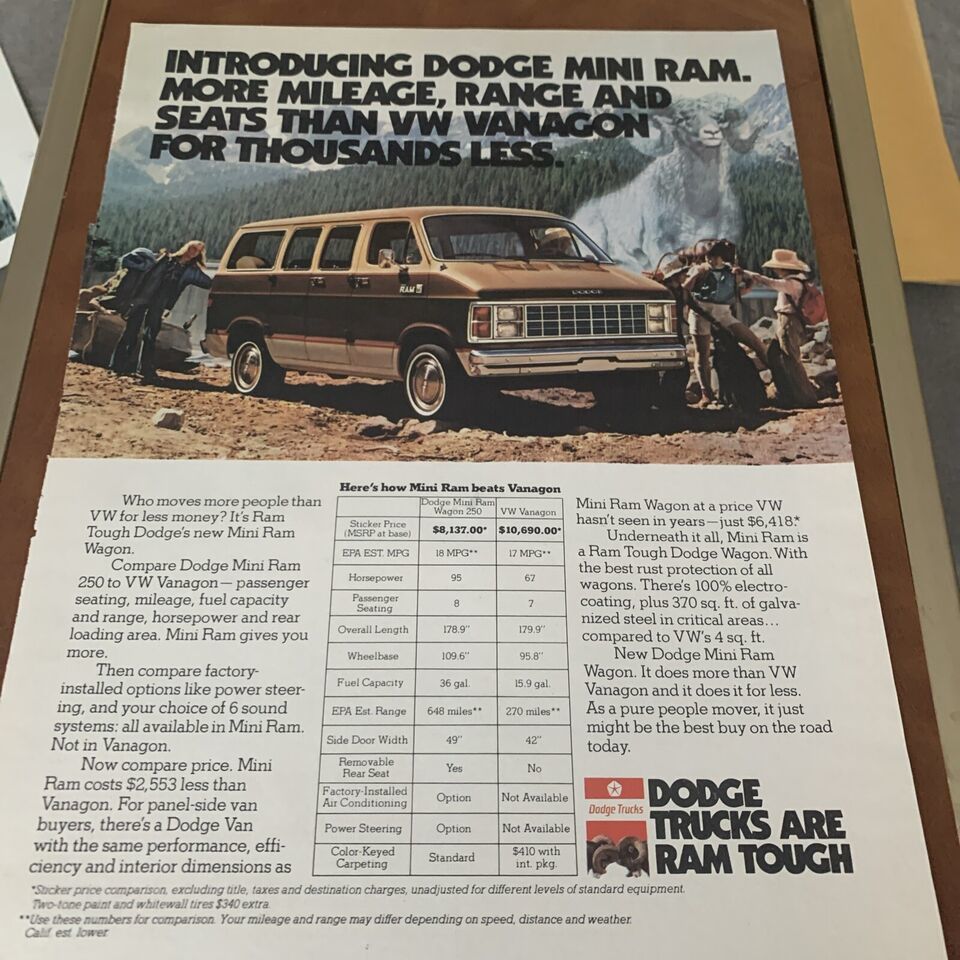 INTRODUCING DODGE MINI RAM.
MORE MILEAGE, RANGE AND
SEATS THAN VW VANAGON
FOR THOUSANDS LESS.
RAM
DODGE
Who moves more people than
VW for less money? It's Ram
Tough Dodge's new Mini Ram
Wagon.
Compare Dodge Mini Ram
250 to VW Vanagon—passenger
seating, mileage, fuel capacity
and range, horsepower and rear
loading area. Mini Ram gives you
more.
Then compare factory-
installed options like power steer-
ing, and your choice of 6 sound
systems: all available in Mini Ram.
Not in Vanagon.
Now compare price. Mini
Ram costs $2,553 less than
Vanagon. For panel-side van
buyers, there's a Dodge Van
with the same performance, effi-
ciency and interior dimensions as
Here's how Mini Ram beats Vanagon
Dodge Mini Ram
Wagon 250 VW Vanagon
Sticker Price
(MSRP at base) $8,137.00* $10,690.00*
EPA EST. MPG 18 MPG** 17 MPG**
Horsepower 95 67
Passenger
Seating 8 7
Overall Length 178.9" 179.9"
Wheelbase 109.6" 95.8"
Fuel Capacity 36 gal. 15.9 gal.
EPA Est. Range 648 miles** 270 miles**
Side Door Width 49" 42"
Removable
Rear Seat Yes No
Factory-Installed
Air Conditioning Option Not Available
Power Steering Option Not Available
Color-Keyed
Carpeting Standard $410 with
int. pkg.
Mini Ram Wagon at a price VW
hasn't seen in years—just $6,418.*
Underneath it all, Mini Ram is
a Ram Tough Dodge Wagon. With
the best rust protection of all
wagons. There's 100% electro-
coating, plus 370 sq. ft. of galva-
nized steel in critical areas...
compared to VW's 4 sq. ft.
New Dodge Mini Ram
Wagon. It does more than VW
Vanagon and it does it for less.
As a pure people mover, it just
might be the best buy on the road
today.
Dodge Trucks
DODGE
TRUCKS ARE
RAM TOUGH
*Sticker price comparison, excluding title, taxes and destination charges, unadjusted for different levels of standard equipment.
Two-tone paint and whitewall tires $340 extra.
**Use these numbers for comparison. Your mileage and range may differ depending on speed, distance and weather.
Calif. est. lower.